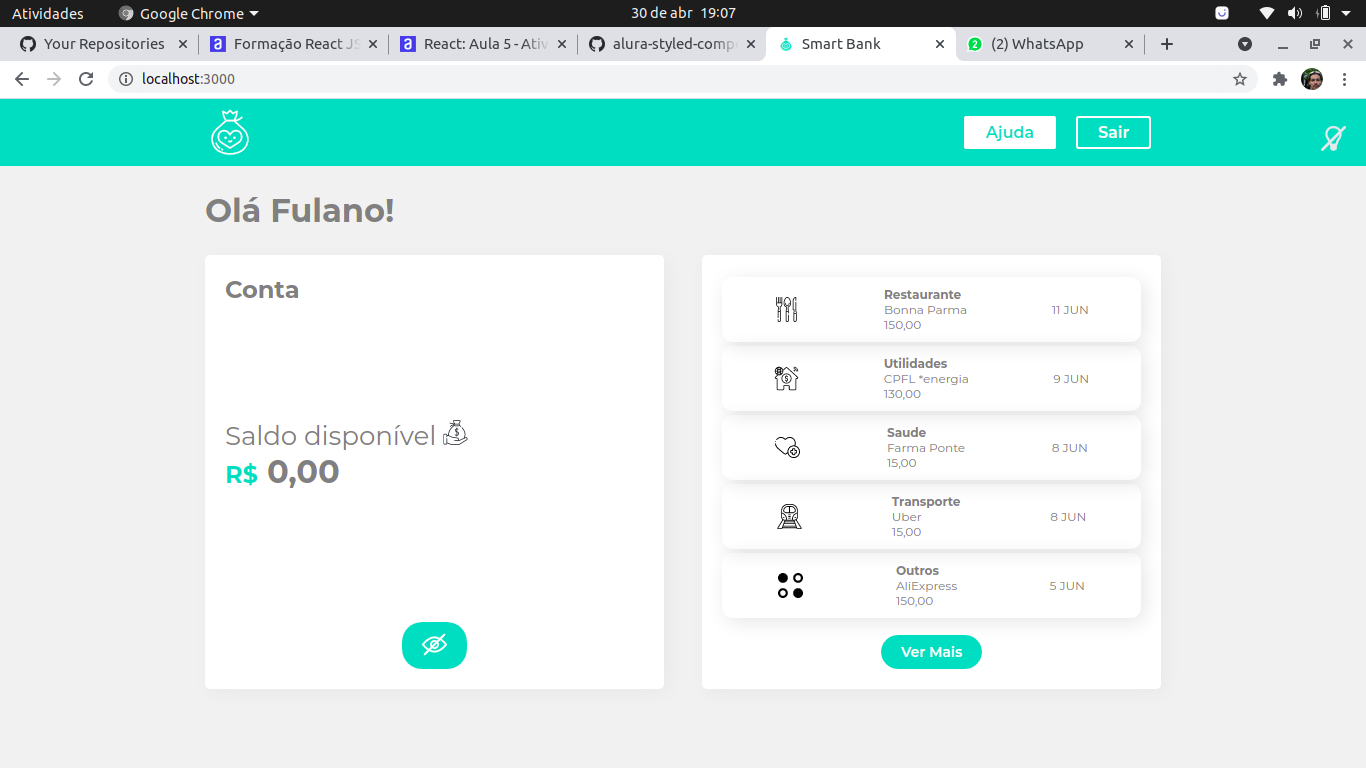 Atividades
Google Chrome
30 de abr 19:07
Your Repositories
Formação React JS
React: Aula 5 - Ativ
alura-styled-comp
Smart Bank
2
(2) WhatsApp
localhost:3000
Ajuda
Sair
Olá Fulano!
Conta
Saldo disponível
$
R$ 0,00
Restaurante
Bonna Parma
150,00
11 JUN
$
Utilidades
CPFL *energia
130,00
9 JUN
Saude
Farma Ponte
15,00
8 JUN
Transporte
Uber
15,00
8 JUN
Outros
AliExpress
150,00
5 JUN
Ver Mais